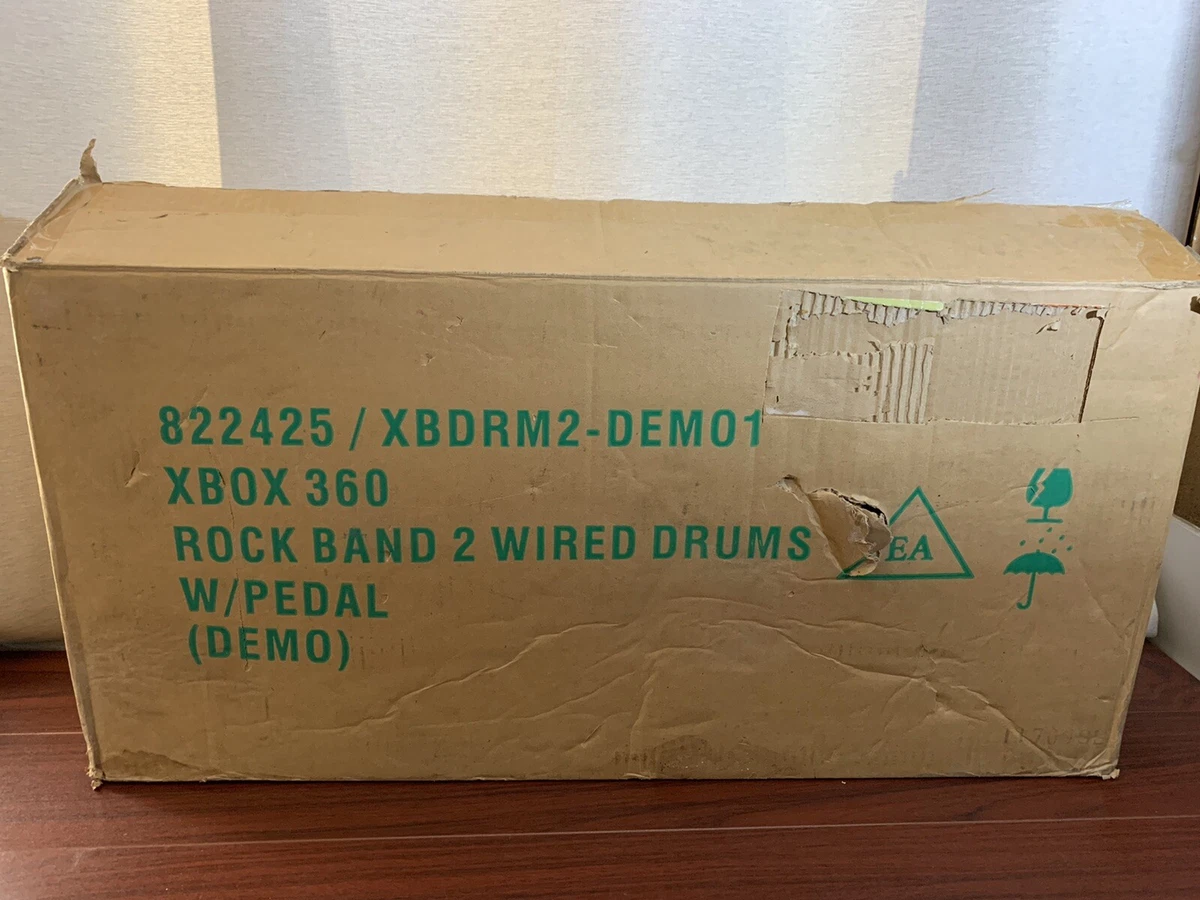 822425 / XBDRM2-DEMO1
XBOX 360
ROCK BAND 2 WIRED DRUMS
W/PEDAL
(DEMO)
EA